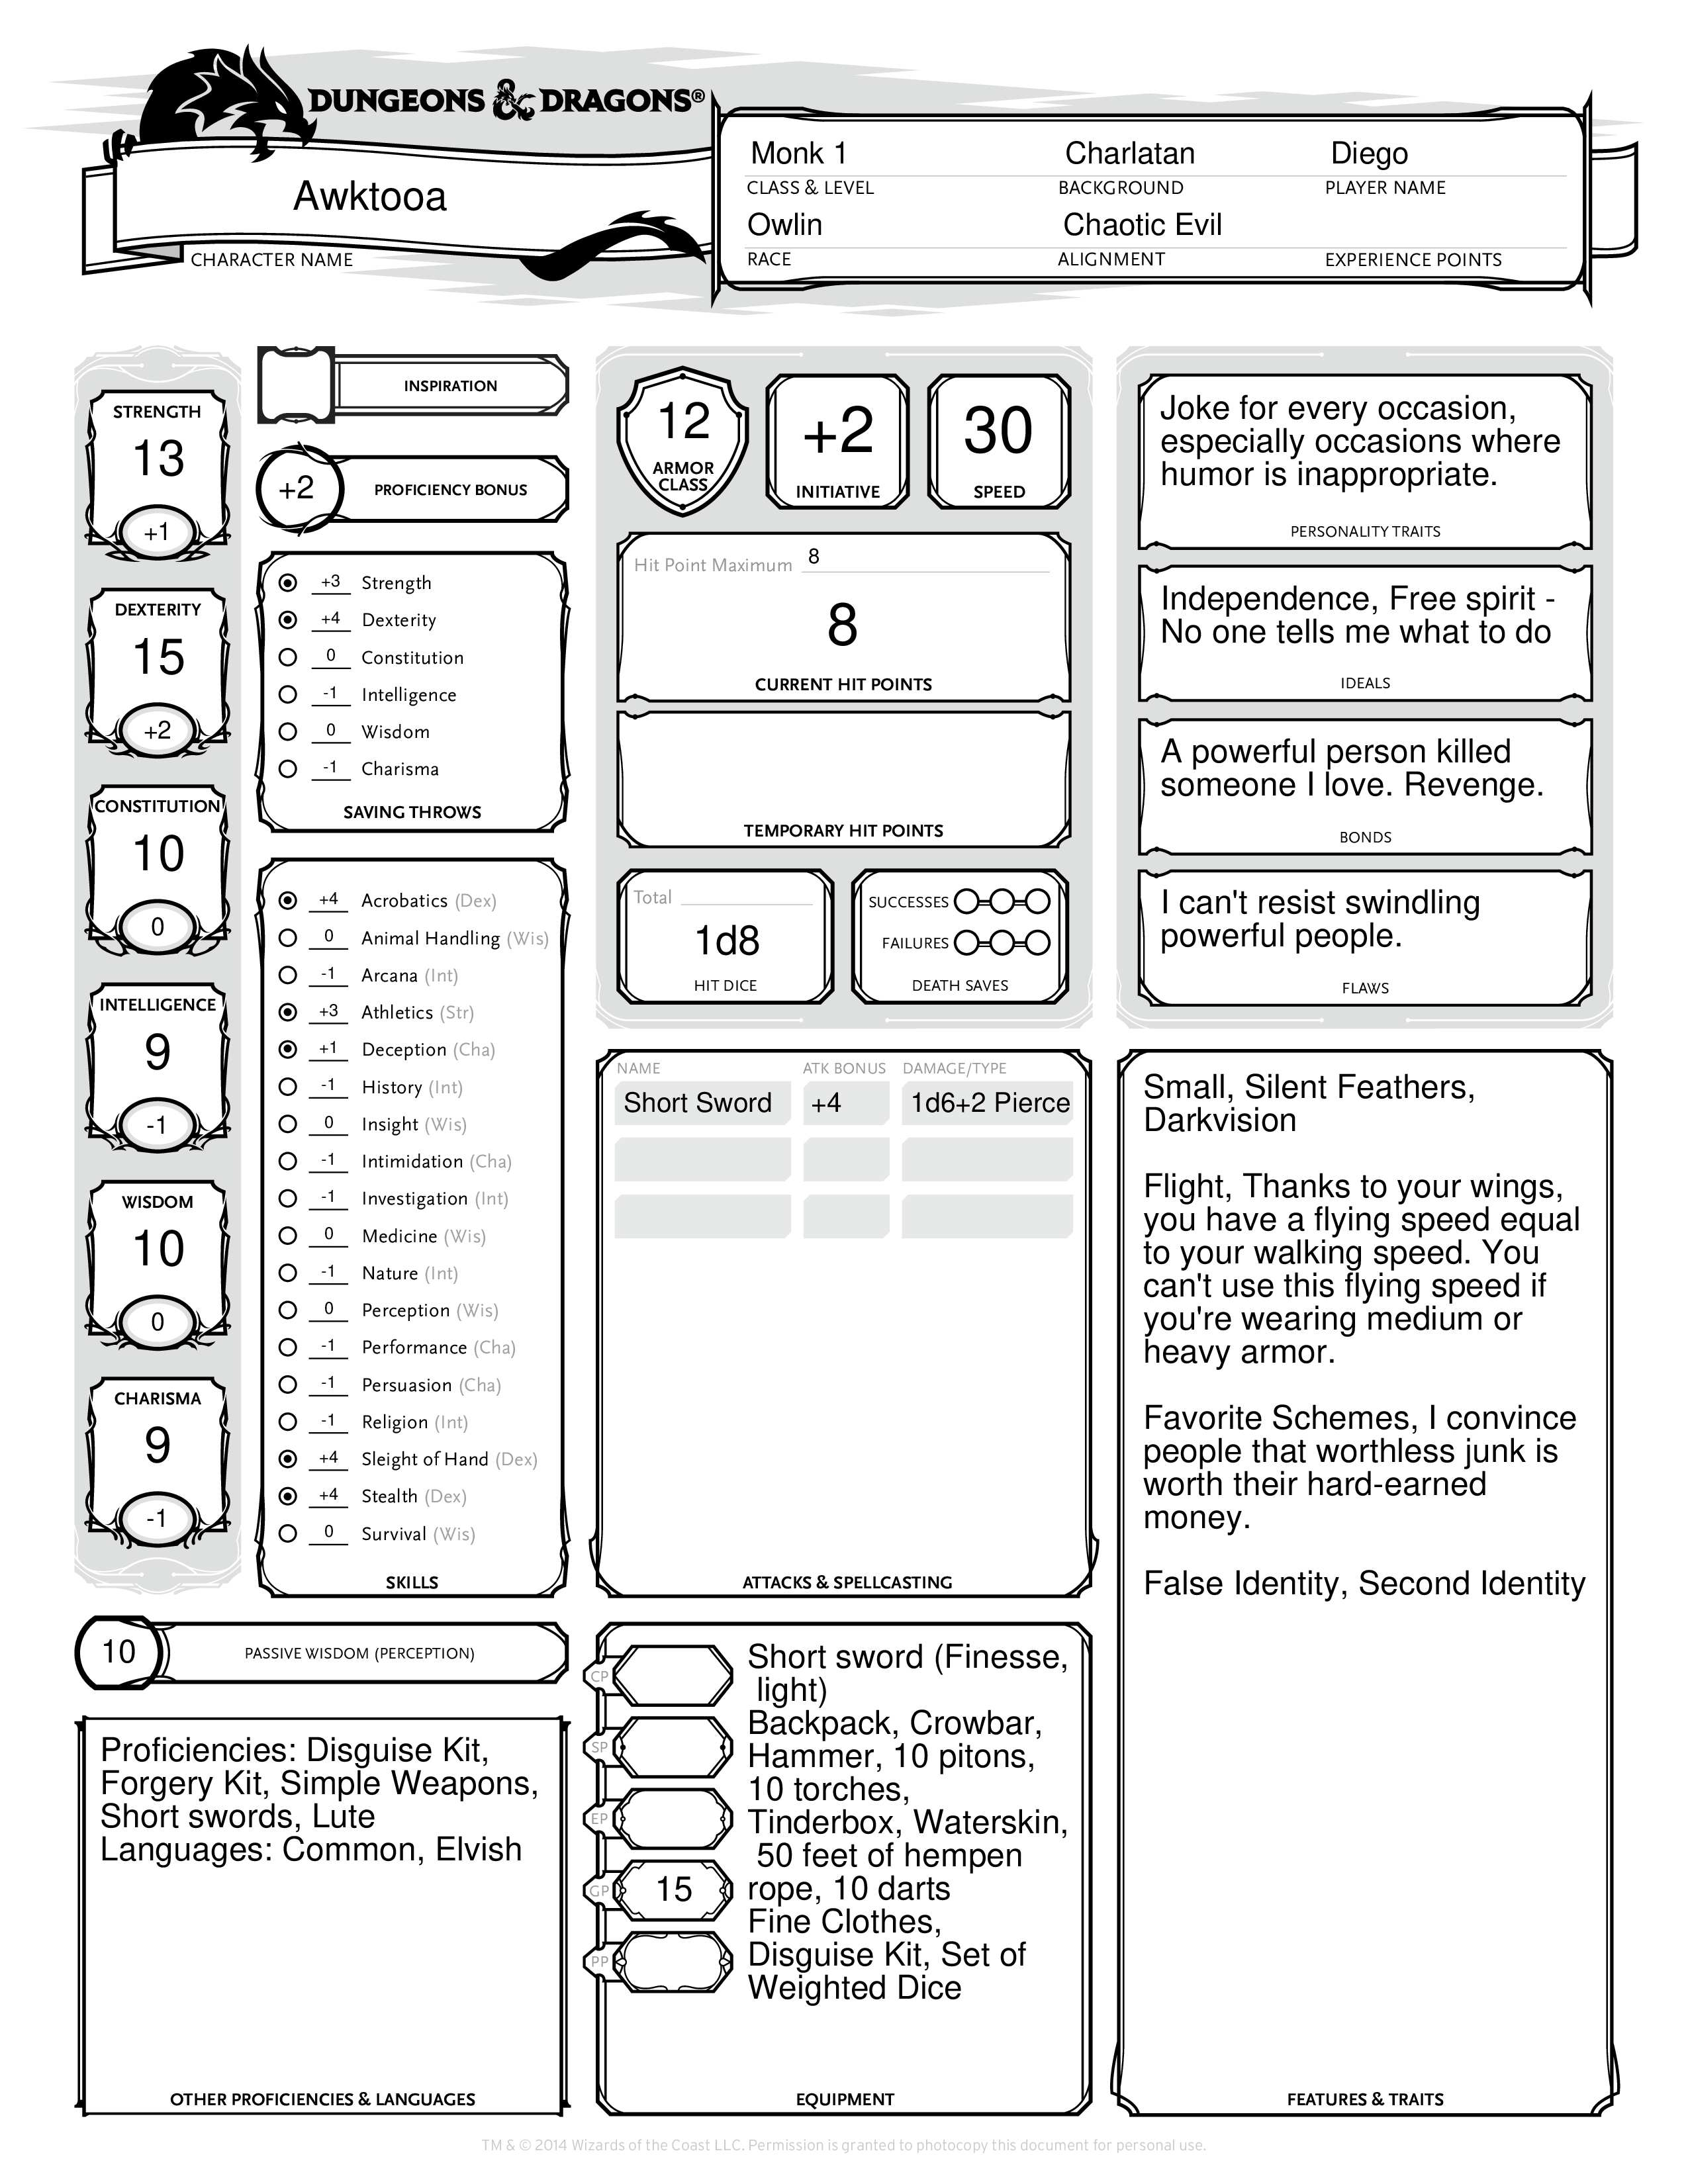 DUNGEONS & DRAGONS®
Awktooa
CHARACTER NAME
Monk 1 Charlatan Diego
CLASS & LEVEL BACKGROUND PLAYER NAME
Owlin Chaotic Evil
RACE ALIGNMENT EXPERIENCE POINTS
STRENGTH
13
+1
DEXTERITY
15
+2
CONSTITUTION
10
0
INTELLIGENCE
9
-1
WISDOM
10
0
CHARISMA
9
-1
INSPIRATION
+2 PROFICIENCY BONUS
+3 Strength
+4 Dexterity
0 Constitution
-1 Intelligence
0 Wisdom
-1 Charisma
SAVING THROWS
+4 Acrobatics (Dex)
0 Animal Handling (Wis)
-1 Arcana (Int)
+3 Athletics (Str)
+1 Deception (Cha)
-1 History (Int)
0 Insight (Wis)
-1 Intimidation (Cha)
-1 Investigation (Int)
0 Medicine (Wis)
-1 Nature (Int)
0 Perception (Wis)
-1 Performance (Cha)
-1 Persuasion (Cha)
-1 Religion (Int)
+4 Sleight of Hand (Dex)
+4 Stealth (Dex)
0 Survival (Wis)
SKILLS
10 PASSIVE WISDOM (PERCEPTION)
Proficiencies: Disguise Kit,
Forgery Kit, Simple Weapons,
Short swords, Lute
Languages: Common, Elvish
OTHER PROFICIENCIES & LANGUAGES
12
ARMOR
CLASS
+2
INITIATIVE
30
SPEED
Hit Point Maximum 8
8
CURRENT HIT POINTS
TEMPORARY HIT POINTS
Total
1d8
HIT DICE
SUCCESSES
FAILURES
DEATH SAVES
NAME ATK BONUS DAMAGE/TYPE
Short Sword +4 1d6+2 Pierce
ATTACKS & SPELLCASTING
CP
SP
EP
GP 15
PP
Short sword (Finesse,
light)
Backpack, Crowbar,
Hammer, 10 pitons,
10 torches,
Tinderbox, Waterskin,
50 feet of hempen
rope, 10 darts
Fine Clothes,
Disguise Kit, Set of
Weighted Dice
EQUIPMENT
Joke for every occasion,
especially occasions where
humor is inappropriate.
PERSONALITY TRAITS
Independence, Free spirit -
No one tells me what to do
IDEALS
A powerful person killed
someone I love. Revenge.
BONDS
I can't resist swindling
powerful people.
FLAWS
Small, Silent Feathers,
Darkvision
Flight, Thanks to your wings,
you have a flying speed equal
to your walking speed. You
can't use this flying speed if
you're wearing medium or
heavy armor.
Favorite Schemes, I convince
people that worthless junk is
worth their hard-earned
money.
False Identity, Second Identity
FEATURES & TRAITS
TM & © 2014 Wizards of the Coast LLC. Permission is granted to photocopy this document for personal use.